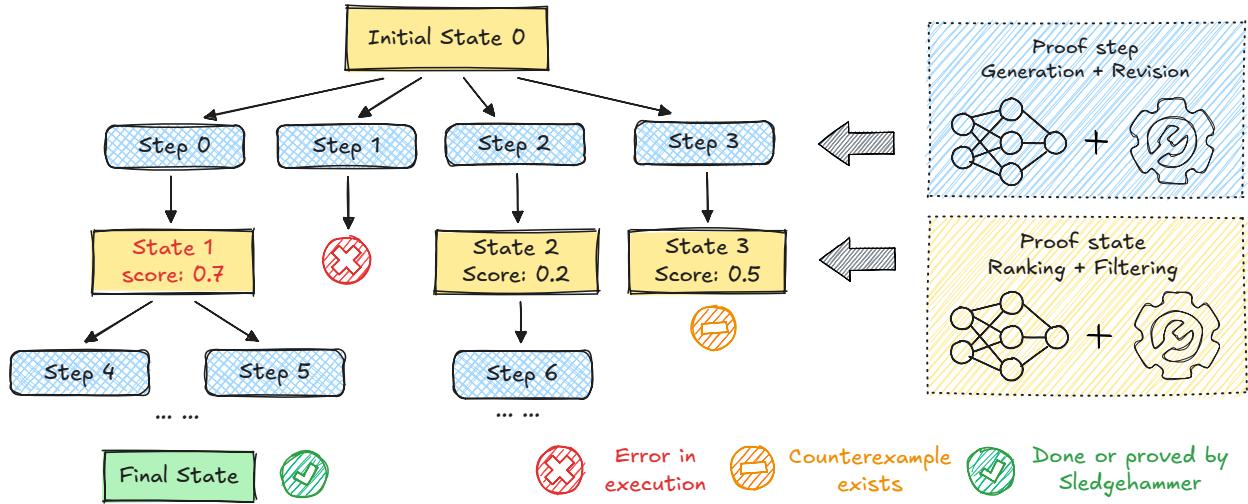 Initial State 0
Proof step
Generation + Revision
Step 0
Step 1
Step 2
Step 3
+
State 1
score: 0.7
State 2
Score: 0.2
State 3
Score: 0.5
Proof state
Ranking + Filtering
+
Step 4
Step 5
Step 6
... ...
... ...
Final State
Error in
execution
Counterexample
exists
Done or proved by
Sledgehammer